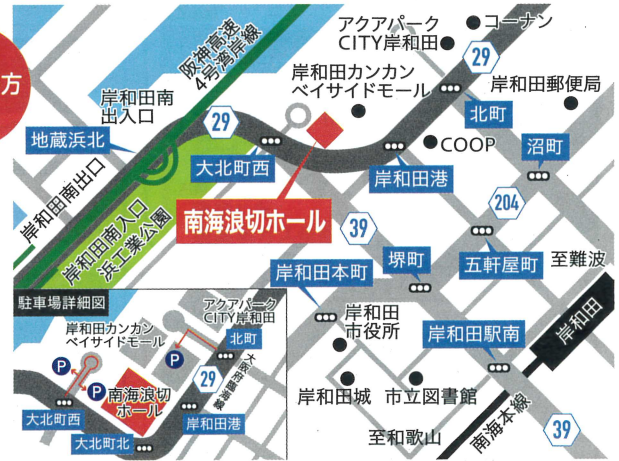 方
アクアパーク
CITY岸和田
コーナン
阪神高速
4号湾岸線
29
岸和田カンカン
ベイサイドモール
岸和田郵便局
岸和田南
出入口
北町
地蔵浜北
29
大北町西
COOP
沼町
岸和田港
岸和田南出口
204
南海浪切ホール
39
岸和田南入口
浜工業公園
五軒屋町
至難波
堺町
岸和田本町
岸和田
岸和田
市役所
岸和田駅南
岸和田城
市立図書館
南海本線
至和歌山
39
駐車場詳細図
アクアパーク
CITY岸和田
岸和田カンカン
ベイサイドモール
北町
P
P
P
29
大阪府臨海線
南海浪切
ホール
大北町西
岸和田港
大北町北